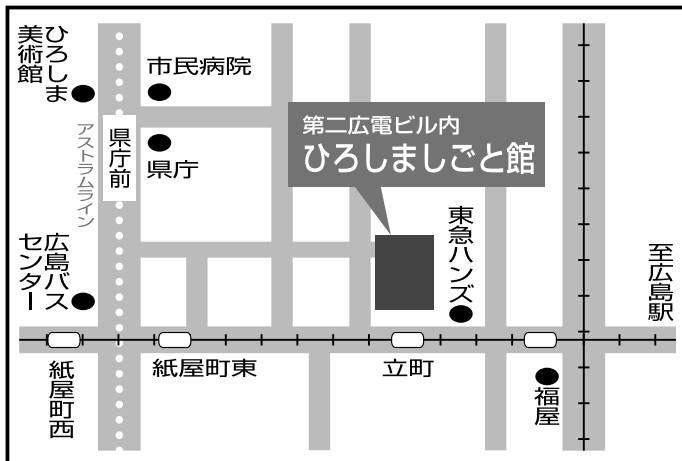 ひろしま
美術館
市民病院
アストラムライン
県庁前
県庁
第二広電ビル内
ひろしましごと館
東急ハンズ
広島バス
センター
至広島駅
紙屋町西
紙屋町東
立町
福屋